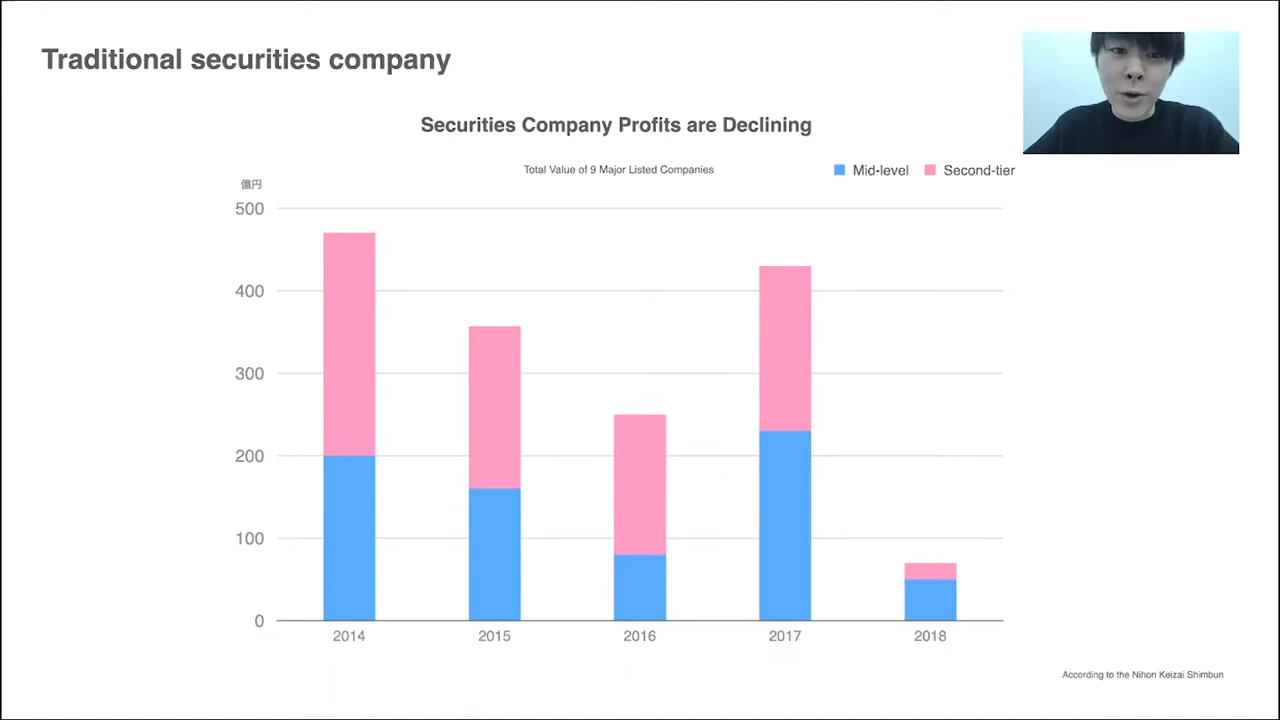 Traditional securities company
Securities Company Profits are Declining
Total Value of 9 Major Listed Companies
Mid-level
Second-tier
億円
500
400
300
200
100
0
2014
2015
2016
2017
2018
According to the Nihon Keizai Shimbun